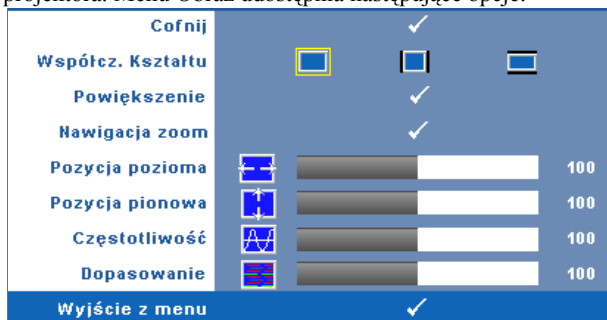 projektora. Menu Obraz udostępnia następujące opcje:
Cofnij
Współcz. Kształtu
Powiększenie
Nawigacja zoom
Pozycja pozioma 100
Pozycja pionowa 100
Częstotliwość 100
Dopasowanie 100
Wyjście z menu